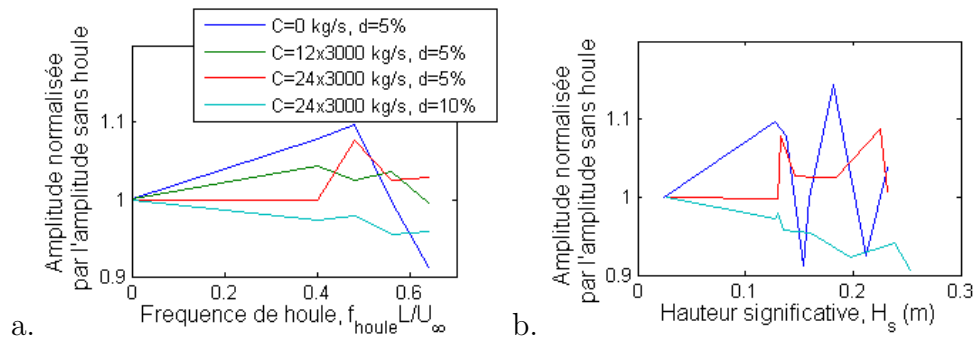 C=0 kg/s, d=5%
C=12x3000 kg/s, d=5%
C=24x3000 kg/s, d=5%
C=24x3000 kg/s, d=10%
Amplitude normalisée
par l'amplitude sans houle
1.1
1
0.9
0 0.2 0.4 0.6
Fréquence de houle, f_houle L/U_∞
a.
Amplitude normalisée
par l'amplitude sans houle
1.1
1
0.9
0 0.1 0.2 0.3
Hauteur significative, H_s (m)
b.